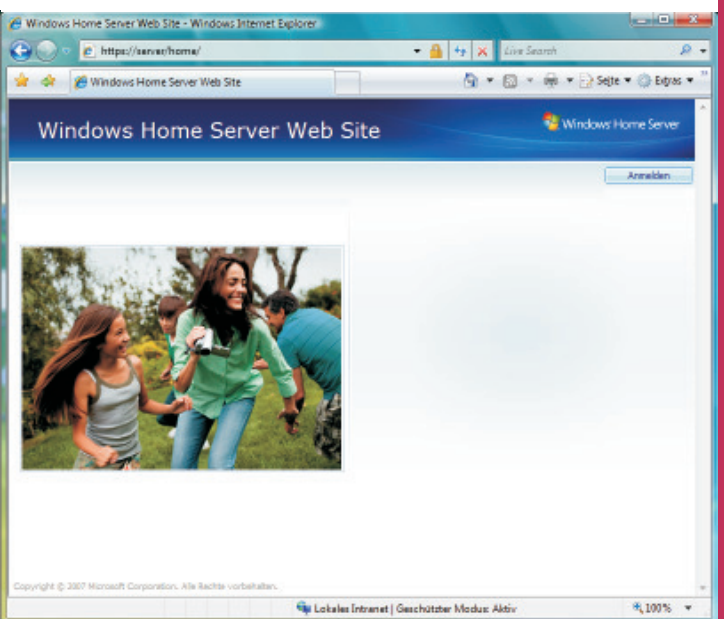 Windows Home Server Web Site - Windows Internet Explorer
https://server/home/
Live Search
Windows Home Server Web Site
Seite
Extras
Windows Home Server Web Site
Windows Home Server
Anmelden
Copyright © 2007 Microsoft Corporation. Alle Rechte vorbehalten.
Lokales Intranet | Geschützter Modus: Aktiv
100%